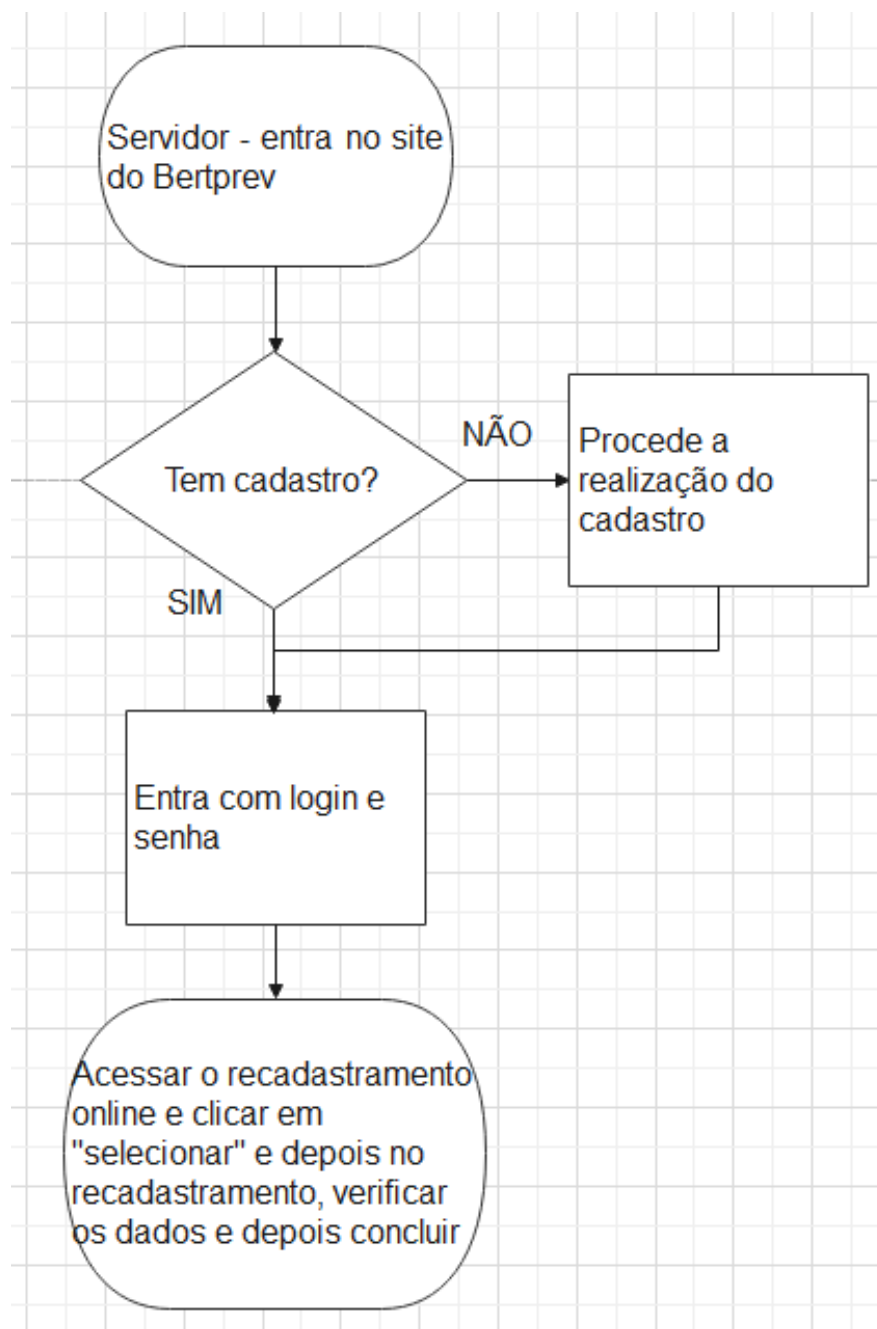 Servidor - entra no site
do Bertprev
Tem cadastro?
NÃO
Procede a
realização do
cadastro
SIM
Entra com login e
senha
Acessar o recadastramento
online e clicar em
"selecionar" e depois no
recadastramento, verificar
os dados e depois concluir